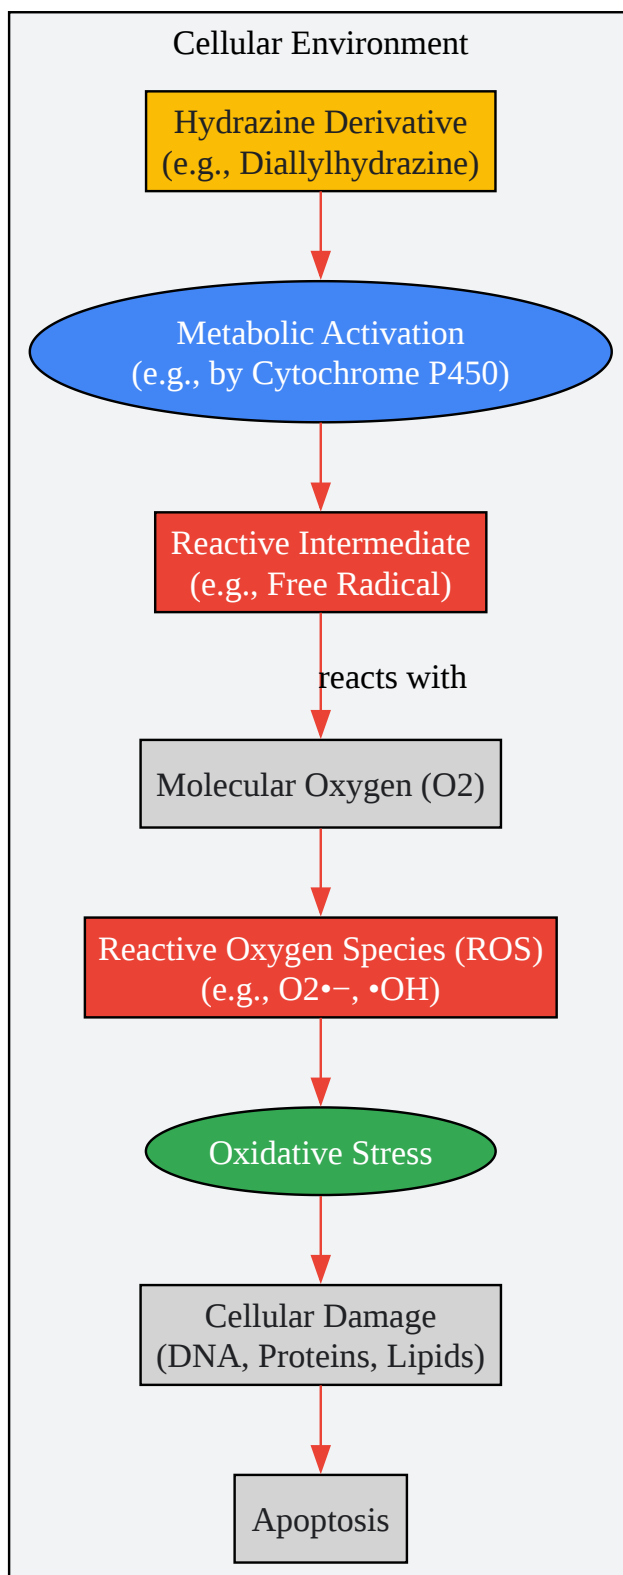 Cellular Environment
Hydrazine Derivative
(e.g., Diallylhydrazine)
Metabolic Activation
(e.g., by Cytochrome P450)
Reactive Intermediate
(e.g., Free Radical)
reacts with
Molecular Oxygen (O2)
Reactive Oxygen Species (ROS)
(e.g., O2•−, •OH)
Oxidative Stress
Cellular Damage
(DNA, Proteins, Lipids)
Apoptosis